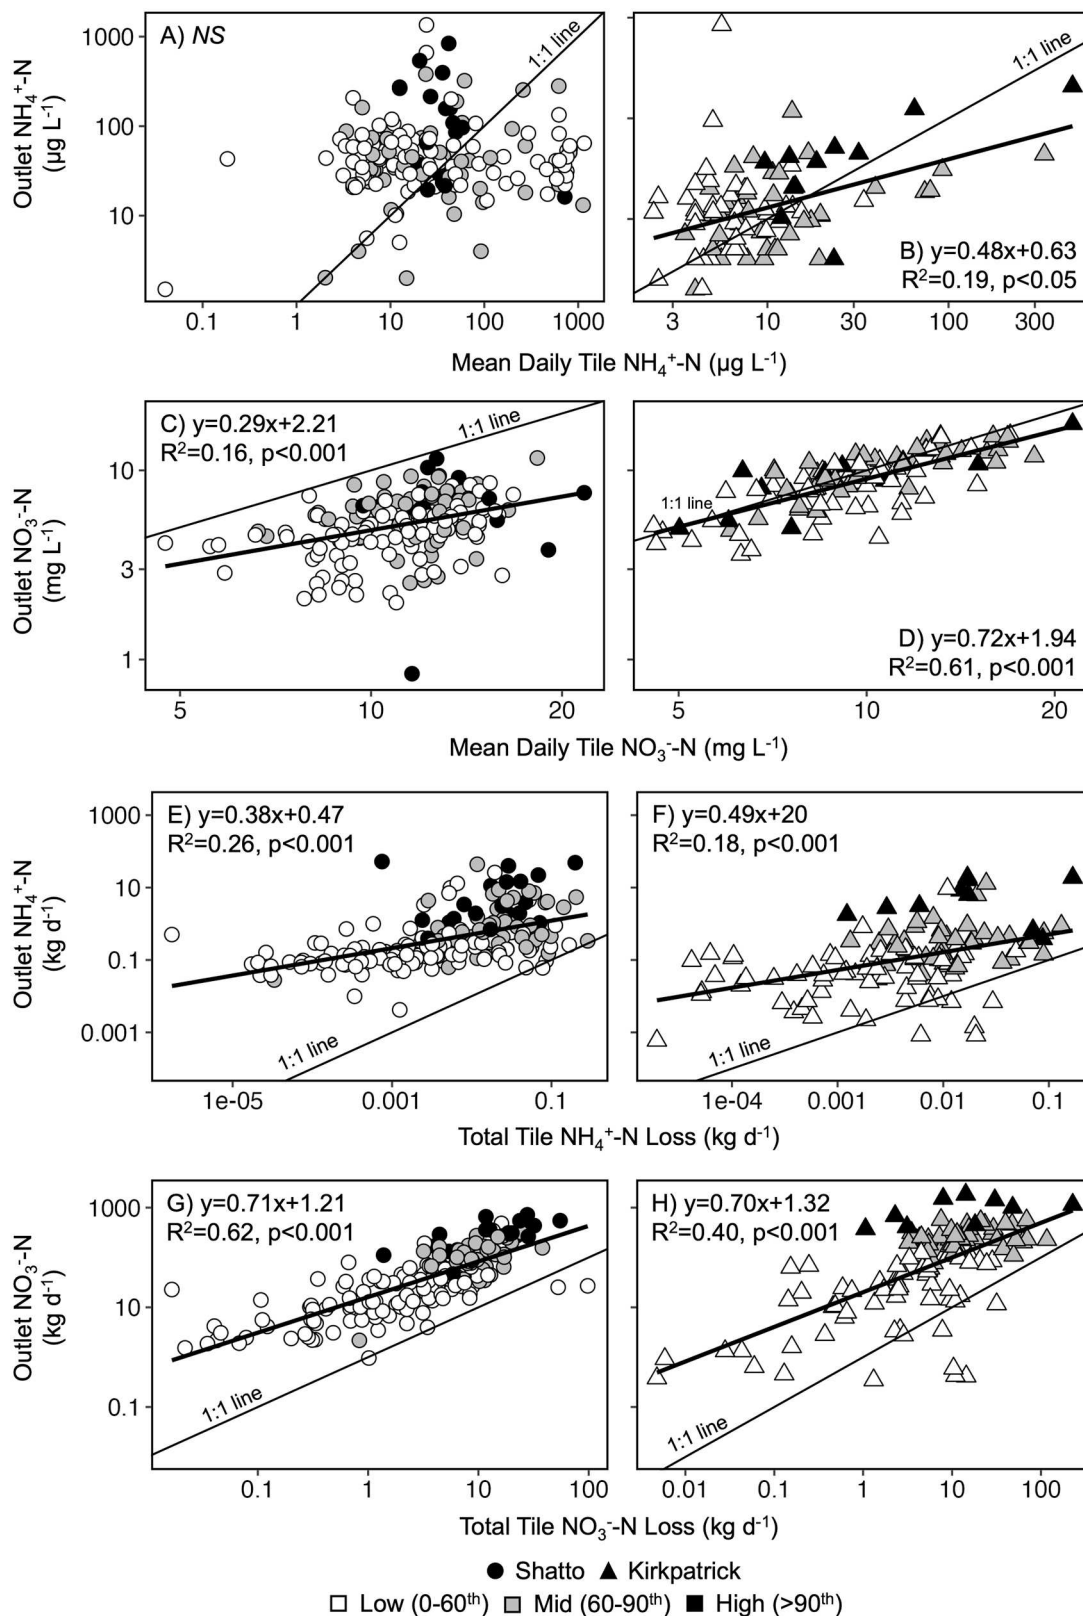 A) NS
1:1 line
1000
100
10
Outlet NH₄⁺-N
(µg L⁻¹)
0.1 1 10 100 1000
1:1 line
B) y=0.48x+0.63
R²=0.19, p<0.05
3 10 30 100 300
Mean Daily Tile NH₄⁺-N (µg L⁻¹)
C) y=0.29x+2.21
R²=0.16, p<0.001
1:1 line
10
3
1
Outlet NO₃⁻-N
(mg L⁻¹)
5 10 20
1:1 line
D) y=0.72x+1.94
R²=0.61, p<0.001
5 10 20
Mean Daily Tile NO₃⁻-N (mg L⁻¹)
E) y=0.38x+0.47
R²=0.26, p<0.001
1:1 line
1000
10
0.1
0.001
Outlet NH₄⁺-N
(kg d⁻¹)
1e-05 0.001 0.1
F) y=0.49x+20
R²=0.18, p<0.001
1:1 line
1e-04 0.001 0.01 0.1
Total Tile NH₄⁺-N Loss (kg d⁻¹)
G) y=0.71x+1.21
R²=0.62, p<0.001
1:1 line
1000
10
0.1
Outlet NO₃⁻-N
(kg d⁻¹)
0.1 1 10 100
H) y=0.70x+1.32
R²=0.40, p<0.001
1:1 line
0.01 0.1 1 10 100
Total Tile NO₃⁻-N Loss (kg d⁻¹)
Shatto Kirkpatrick
Low (0-60ᵗʰ) Mid (60-90ᵗʰ) High (>90ᵗʰ)